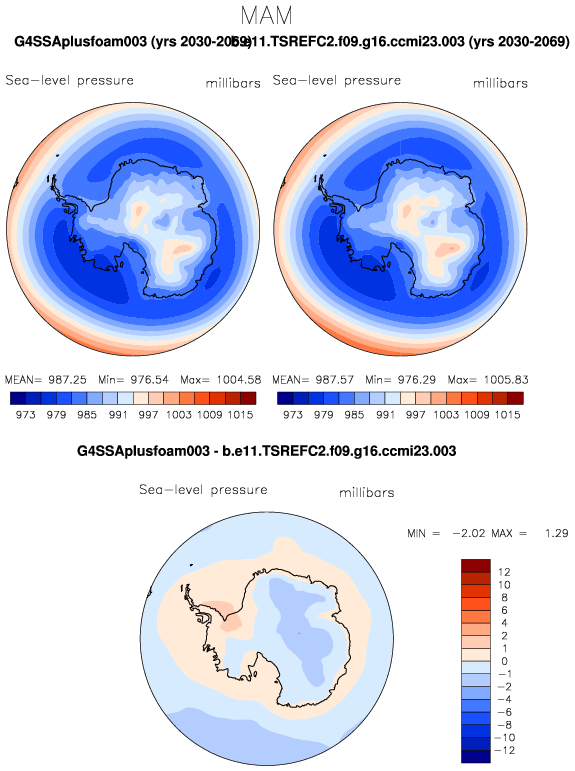 MAM
G4SSAplusfoam003 (yrs 2030-2069) b.e11.TSREFC2.f09.g16.ccmi23.003 (yrs 2030-2069)
Sea-level pressure millibars Sea-level pressure millibars
MEAN= 987.25 Min= 976.54 Max= 1004.58 MEAN= 987.57 Min= 976.29 Max= 1005.83
973 979 985 991 997 1003 1009 1015 973 979 985 991 997 1003 1009 1015
G4SSAplusfoam003 - b.e11.TSREFC2.f09.g16.ccmi23.003
Sea-level pressure millibars
MIN = -2.02 MAX = 1.29
12
10
8
6
4
2
1
0
-1
-2
-4
-6
-8
-10
-12